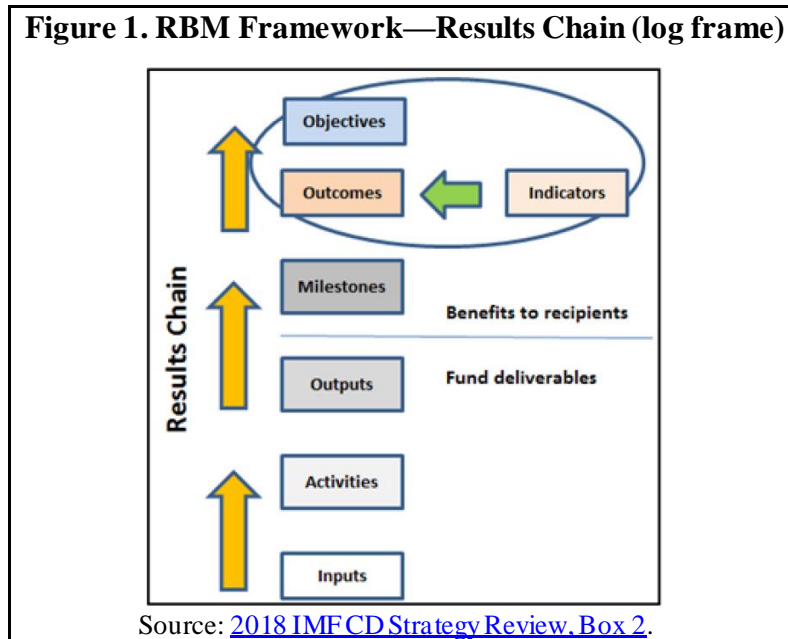 Figure 1. RBM Framework—Results Chain (log frame)
Objectives
Outcomes
Indicators
Milestones
Benefits to recipients
Outputs
Fund deliverables
Activities
Inputs
Results Chain
Source: 2018 IMF CD Strategy Review, Box 2.